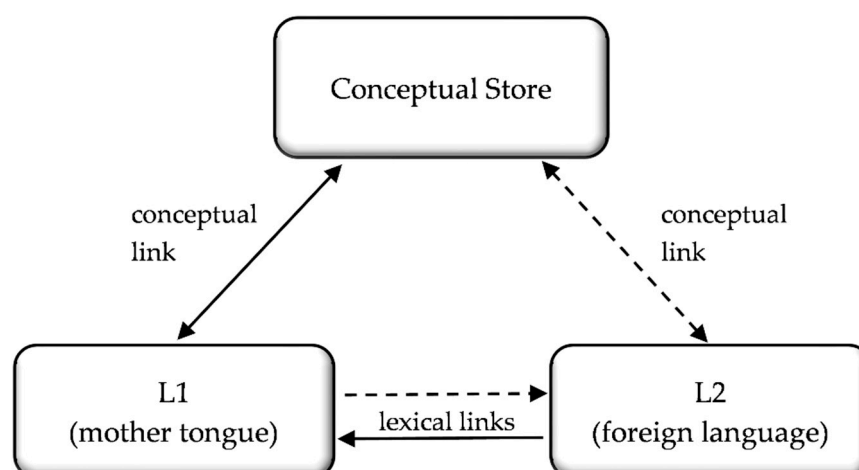 Conceptual Store
conceptual
link
conceptual
link
L1
(mother tongue)
lexical links
L2
(foreign language)